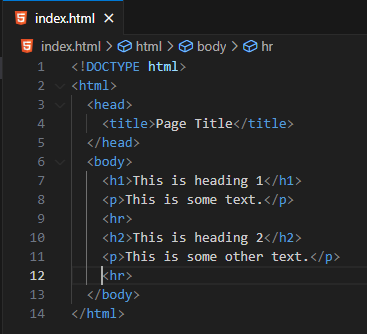 index.html ×
index.html > html > body > hr
1 <!DOCTYPE html>
2 <html>
3 <head>
4 <title>Page Title</title>
5 </head>
6 <body>
7 <h1>This is heading 1</h1>
8 <p>This is some text.</p>
9 <hr>
10 <h2>This is heading 2</h2>
11 <p>This is some other text.</p>
12 <hr>
13 </body>
14 </html>